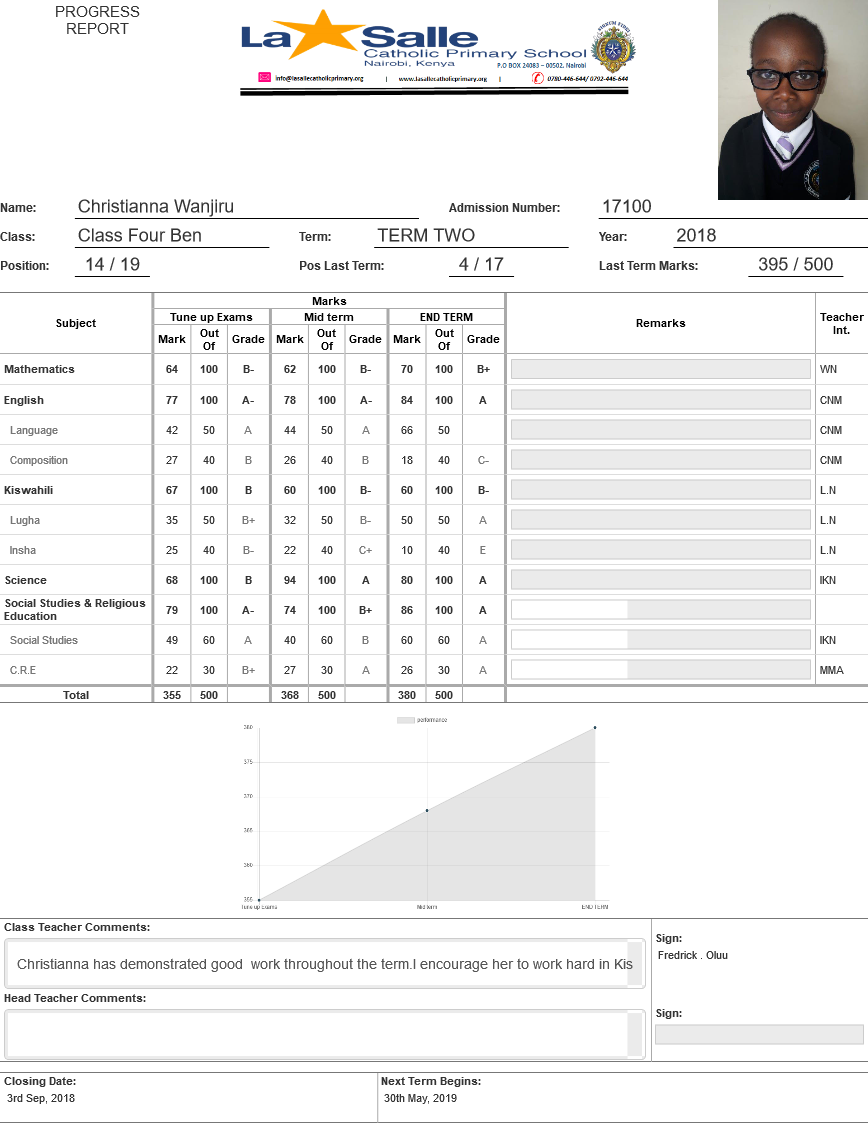 PROGRESS
REPORT
La Salle
Catholic Primary School
Nairobi, Kenya
P.O BOX 24083 – 00502, Nairobi
info@lasallecatholicprimary.org | www.lasallecatholicprimary.org | 0780-446-644/ 0792-446-644
Name: Christianna Wanjiru Admission Number: 17100
Class: Class Four Ben Term: TERM TWO Year: 2018
Position: 14 / 19 Pos Last Term: 4 / 17 Last Term Marks: 395 / 500
Subject Marks Remarks Teacher Int.
Tune up Exams Mid term END TERM
Mark Out Of Grade Mark Out Of Grade Mark Out Of Grade
Mathematics 64 100 B- 62 100 B- 70 100 B+ WN
English 77 100 A- 78 100 A- 84 100 A CNM
Language 42 50 A 44 50 A 66 50 CNM
Composition 27 40 B 26 40 B 18 40 C- CNM
Kiswahili 67 100 B 60 100 B- 60 100 B- L.N
Lugha 35 50 B+ 32 50 B- 50 50 A L.N
Insha 25 40 B- 22 40 C+ 10 40 E L.N
Science 68 100 B 94 100 A 80 100 A IKN
Social Studies & Religious
Education 79 100 A- 74 100 B+ 86 100 A
Social Studies 49 60 A 40 60 B 60 60 A IKN
C.R.E 22 30 B+ 27 30 A 26 30 A MMA
Total 355 500 368 500 380 500
performance
380
375
370
365
360
355
Tune up Exams Mid term END TERM
Class Teacher Comments:
Christianna has demonstrated good  work throughout the term.I encourage her to work hard in Kis
Sign:
Fredrick . Oluu
Head Teacher Comments:
Sign:
Closing Date: Next Term Begins:
3rd Sep, 2018 30th May, 2019